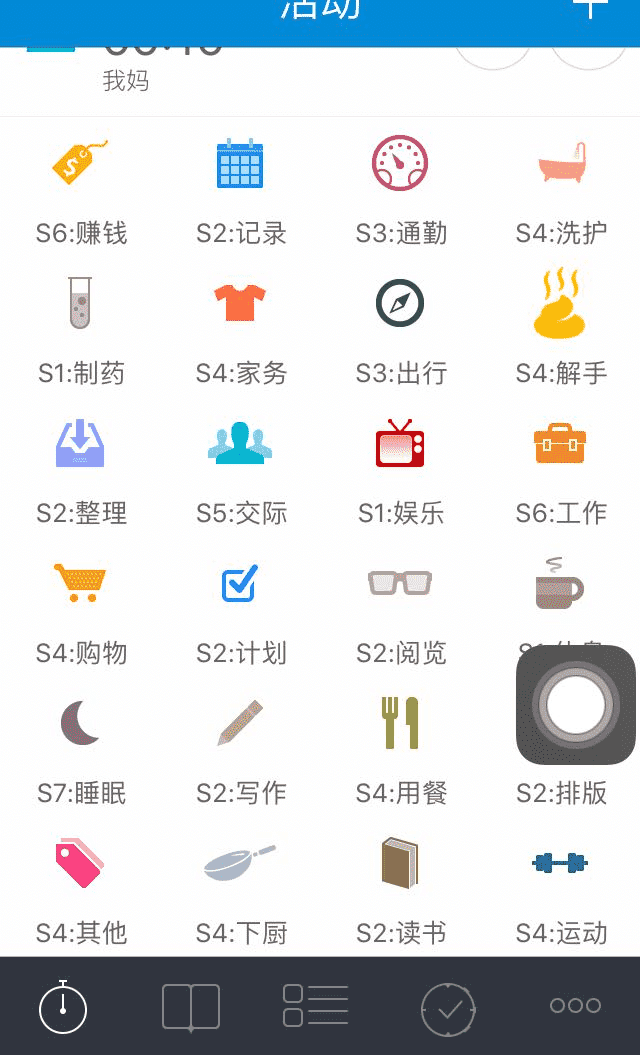 活动
我妈
S6:赚钱 S2:记录 S3:通勤 S4:洗护
S1:制药 S4:家务 S3:出行 S4:解手
S2:整理 S5:交际 S1:娱乐 S6:工作
S4:购物 S2:计划 S2:阅览
S7:睡眠 S2:写作 S4:用餐 S2:排版
S4:其他 S4:下厨 S2:读书 S4:运动